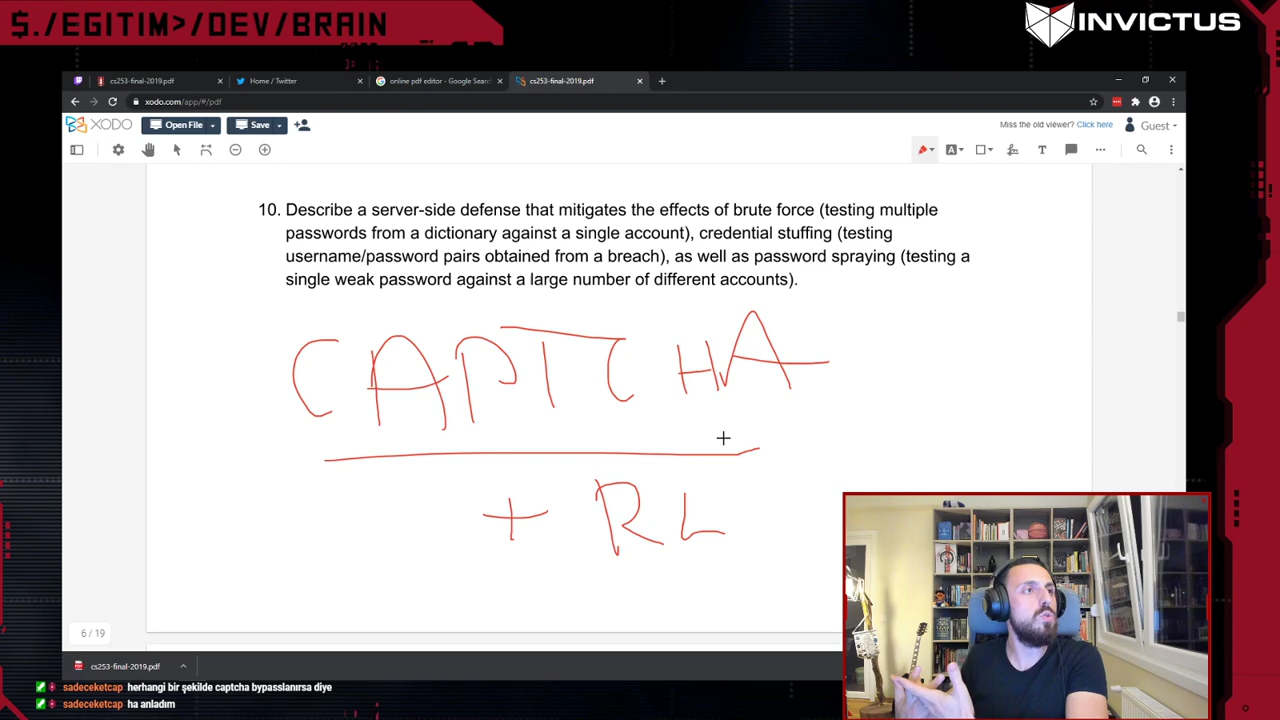 $./EGITIM>/DEV/BRAIN
INVICTUS
cs253-final-2019.pdf
Home / Twitter
online pdf editor - Google Searc
cs253-final-2019.pdf
xodo.com/app/#/pdf
XODO
Open File
Save
Miss the old viewer? Click here
Guest
10. Describe a server-side defense that mitigates the effects of brute force (testing multiple
passwords from a dictionary against a single account), credential stuffing (testing
username/password pairs obtained from a breach), as well as password spraying (testing a
single weak password against a large number of different accounts).
CAPTCHA
+ RL
6 / 19
cs253-final-2019.pdf
sadeceketcap herhangi bir şekilde captcha bypasslanırsa diye
sadeceketcap ha anladım